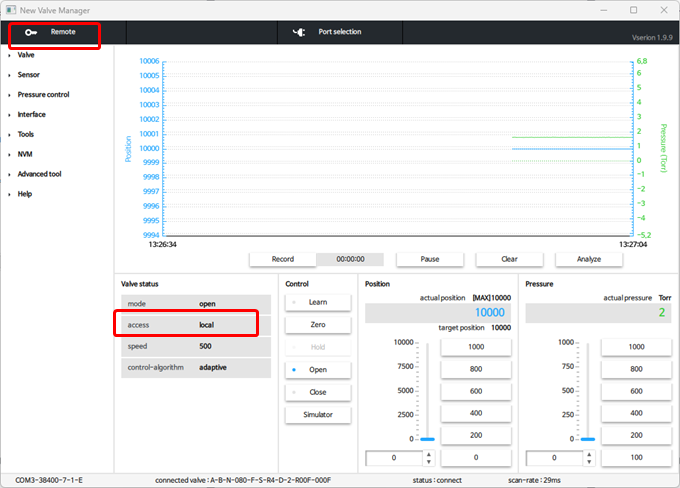 New Valve Manager
Remote
Port selection
Vserion 1.9.9
Valve
Sensor
Pressure control
Interface
Tools
NVM
Advanced tool
Help
Position
10006
10005
10004
10003
10002
10001
10000
9999
9998
9997
9996
9995
9994
6,8
6
5
4
3
2
1
0
-1
-2
-3
-4
-5,2
Pressure (Torr)
13:26:34
13:27:04
Record
00:00:00
Pause
Clear
Analyze
Valve status
mode open
access local
speed 500
control-algorithm adaptive
Control
Learn
Zero
Hold
Open
Close
Simulator
Position
actual position [MAX]10000
10000
target position 10000
10000
7500
5000
2500
0
1000
800
600
400
200
0
Pressure
actual pressure Torr
2
1000
750
500
250
0
1000
800
600
400
200
100
0
COM3-38400-7-1-E
connected valve : A-B-N-080-F-S-R4-D-2-R00F-000F
status : connect
scan-rate : 29ms